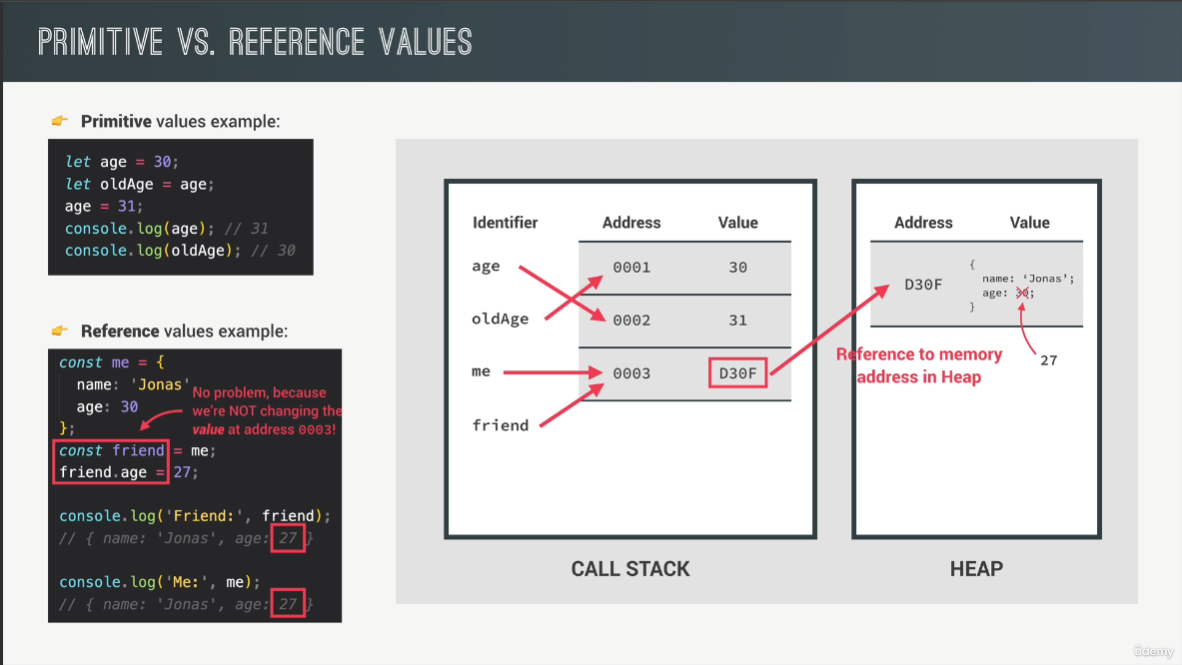 PRIMITIVE VS. REFERENCE VALUES
Primitive values example:
let age = 30;
let oldAge = age;
age = 31;
console.log(age); // 31
console.log(oldAge); // 30
Reference values example:
const me = {
name: 'Jonas'
age: 30
};
const friend = me;
friend.age = 27;
console.log('Friend:', friend);
// { name: 'Jonas', age: 27 }
console.log('Me:', me);
// { name: 'Jonas', age: 27 }
No problem, because
we're NOT changing the
value at address 0003!
Identifier Address Value
age 0001 30
oldAge 0002 31
me 0003 D30F
friend
CALL STACK
Reference to memory
address in Heap
Address Value
D30F
{
name: ‘Jonas’;
age: 30;
}
27
HEAP
ûdemy